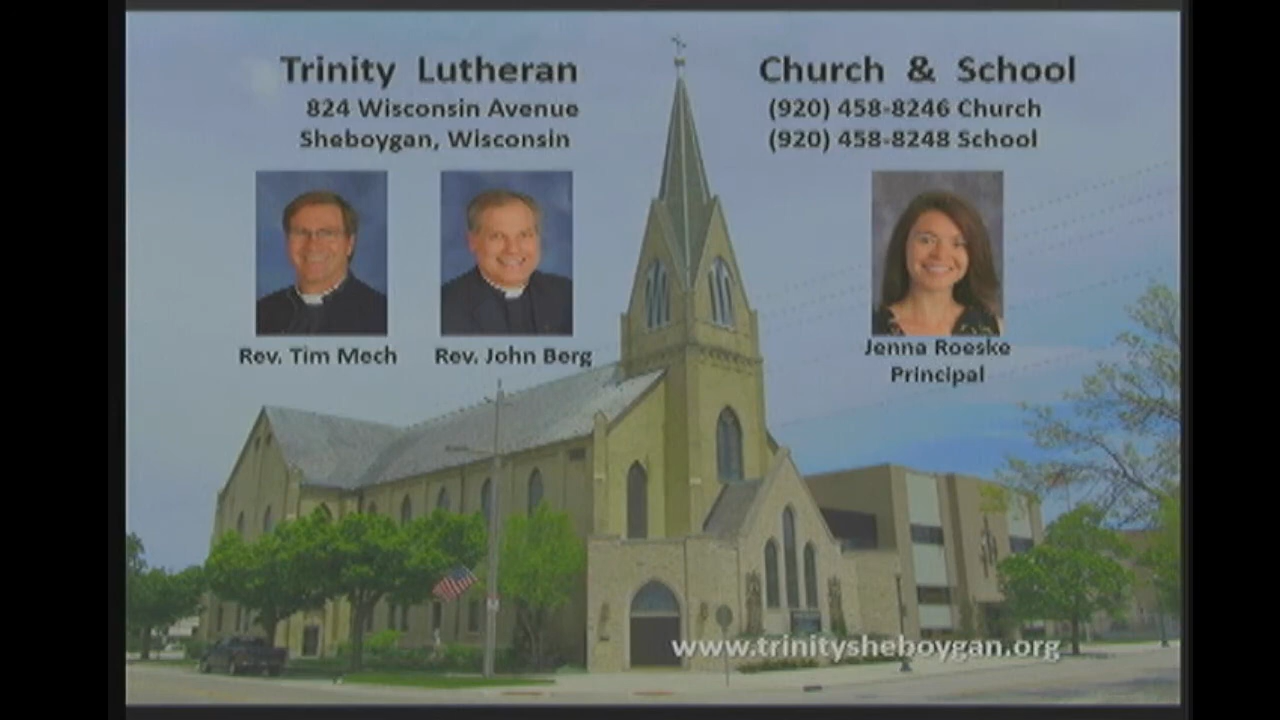 Trinity Lutheran Church & School
824 Wisconsin Avenue
Sheboygan, Wisconsin
(920) 458-8246 Church
(920) 458-8248 School
Rev. Tim Mech
Rev. John Berg
Jenna Roeske
Principal
www.trinitysheboygan.org